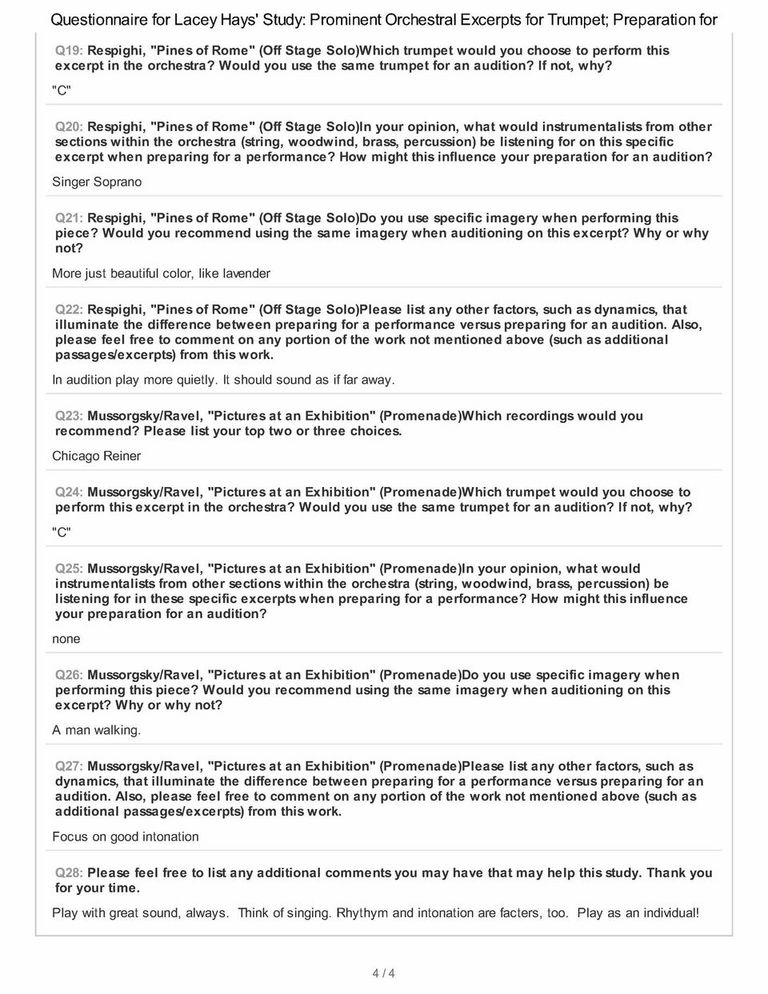 Questionnaire for Lacey Hays' Study: Prominent Orchestral Excerpts for Trumpet; Preparation for
Q19: Respighi, "Pines of Rome" (Off Stage Solo)Which trumpet would you choose to perform this
excerpt in the orchestra? Would you use the same trumpet for an audition? If not, why?
"C"
Q20: Respighi, "Pines of Rome" (Off Stage Solo)In your opinion, what would instrumentalists from other
sections within the orchestra (string, woodwind, brass, percussion) be listening for on this specific
excerpt when preparing for a performance? How might this influence your preparation for an audition?
Singer Soprano
Q21: Respighi, "Pines of Rome" (Off Stage Solo)Do you use specific imagery when performing this
piece? Would you recommend using the same imagery when auditioning on this excerpt? Why or why
not?
More just beautiful color, like lavender
Q22: Respighi, "Pines of Rome" (Off Stage Solo)Please list any other factors, such as dynamics, that
illuminate the difference between preparing for a performance versus preparing for an audition. Also,
please feel free to comment on any portion of the work not mentioned above (such as additional
passages/excerpts) from this work.
In audition play more quietly. It should sound as if far away.
Q23: Mussorgsky/Ravel, "Pictures at an Exhibition" (Promenade)Which recordings would you
recommend? Please list your top two or three choices.
Chicago Reiner
Q24: Mussorgsky/Ravel, "Pictures at an Exhibition" (Promenade)Which trumpet would you choose to
perform this excerpt in the orchestra? Would you use the same trumpet for an audition? If not, why?
"C"
Q25: Mussorgsky/Ravel, "Pictures at an Exhibition" (Promenade)In your opinion, what would
instrumentalists from other sections within the orchestra (string, woodwind, brass, percussion) be
listening for in these specific excerpts when preparing for a performance? How might this influence
your preparation for an audition?
none
Q26: Mussorgsky/Ravel, "Pictures at an Exhibition" (Promenade)Do you use specific imagery when
performing this piece? Would you recommend using the same imagery when auditioning on this
excerpt? Why or why not?
A man walking.
Q27: Mussorgsky/Ravel, "Pictures at an Exhibition" (Promenade)Please list any other factors, such as
dynamics, that illuminate the difference between preparing for a performance versus preparing for an
audition. Also, please feel free to comment on any portion of the work not mentioned above (such as
additional passages/excerpts) from this work.
Focus on good intonation
Q28: Please feel free to list any additional comments you may have that may help this study. Thank you
for your time.
Play with great sound, always. Think of singing. Rhythym and intonation are facters, too. Play as an individual!
4 / 4